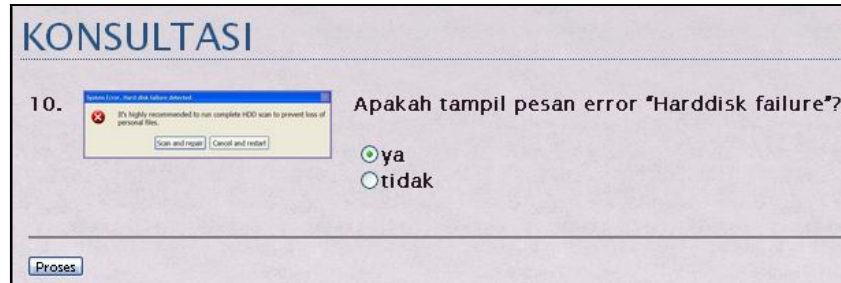 KONSULTASI
10.
System Error, Hard disk failure detected
It's highly recommended to run complete HDD scan to prevent loss of
personal files.
Scan and repair Cancel and restart
Apakah tampil pesan error "Harddisk failure"?
ya
tidak
Proses